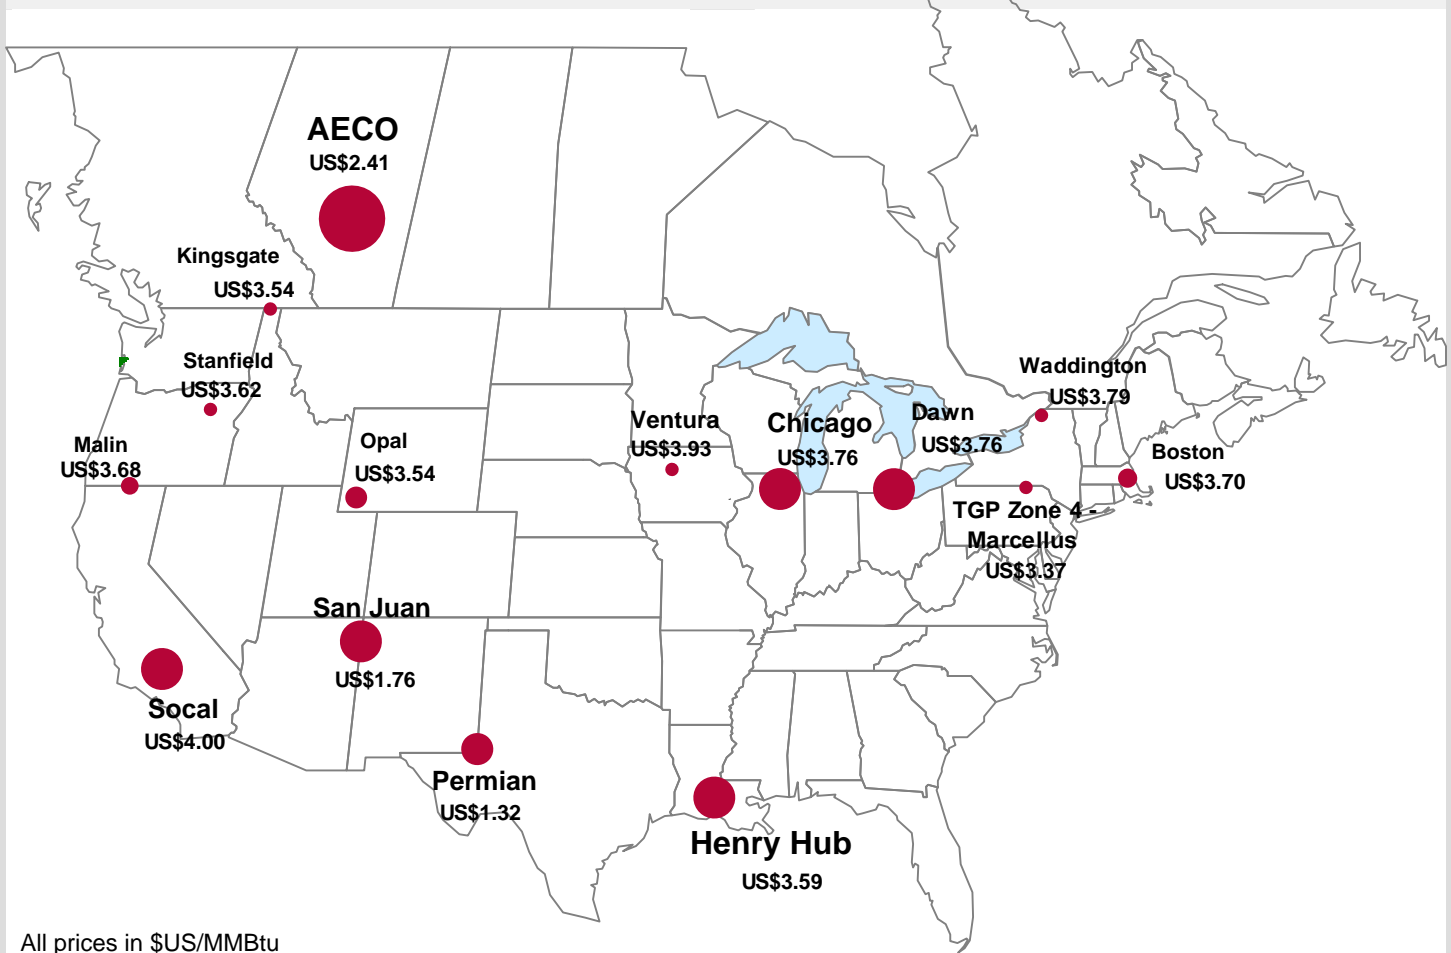 AECO
US$2.41
Kingsgate
US$3.54
Stanfield
US$3.62
Malin
US$3.68
Opal
US$3.54
Ventura
US$3.93
Chicago
US$3.76
Dawn
US$3.76
Waddington
US$3.79
Boston
US$3.70
TGP Zone 4 -
Marcellus
US$3.37
San Juan
US$1.76
Socal
US$4.00
Permian
US$1.32
Henry Hub
US$3.59
All prices in $US/MMBtu